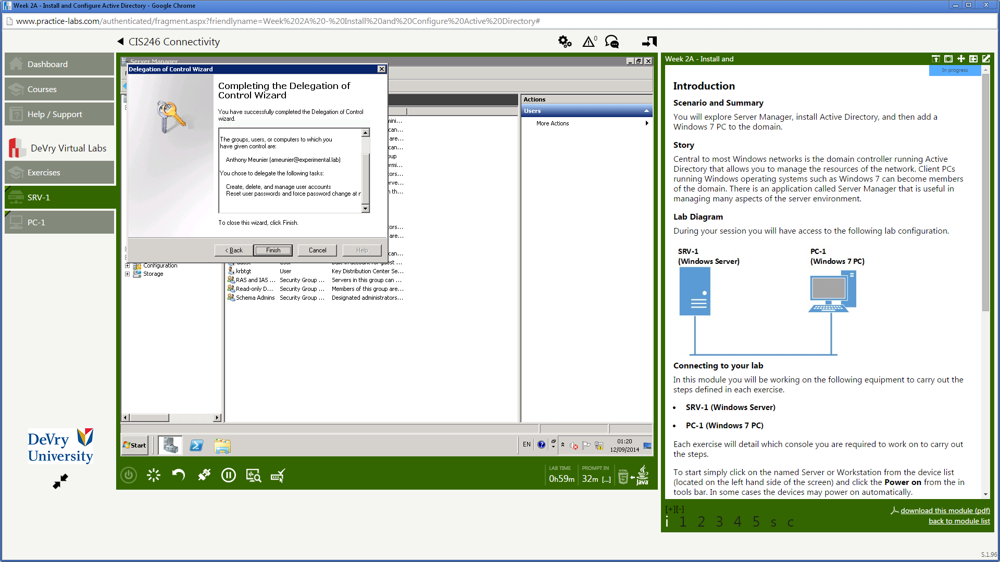 Week 2A - Install and Configure Active Directory - Google Chrome
www.practice-labs.com/authenticated/fragment.aspx?friendlyname=Week%202A%20-%20Install%20and%20Configure%20Active%20Directory#
CIS246 Connectivity
0
Dashboard
Courses
Help / Support
DeVry Virtual Labs
Exercises
SRV-1
PC-1
DeVry
University
Server Manager
Delegation of Control Wizard
Completing the Delegation of
Control Wizard
You have successfully completed the Delegation of Control
wizard.
The groups, users, or computers to which you
have given control are:
Anthony Meunier (ameunier@experimental.lab)
You chose to delegate the following tasks:
Create, delete, and manage user accounts
Reset user passwords and force password change at r
To close this wizard, click Finish.
< Back
Finish
Cancel
Help
mini...
can...
are...
can...
up
ermi...
tors...
erve...
n th...
tors...
are...
can...
Configuration
Storage
krbtgt User Key Distribution Center Se...
RAS and IAS ... Security Group ... Servers in this group can ...
Read-only D... Security Group ... Members of this group are...
Schema Admins Security Group ... Designated administrators...
Actions
Users
More Actions
Start
EN
01:20
12/09/2014
LAB TIME
0h59m
PROMPT IN
32m [...]
HTML
5
Java
Week 2A - Install and
In progress
Introduction
Scenario and Summary
You will explore Server Manager, install Active Directory, and then add a
Windows 7 PC to the domain.
Story
Central to most Windows networks is the domain controller running Active
Directory that allows you to manage the resources of the network. Client PCs
running Windows operating systems such as Windows 7 can become members
of the domain. There is an application called Server Manager that is useful in
managing many aspects of the server environment.
Lab Diagram
During your session you will have access to the following lab configuration.
SRV-1
(Windows Server)
PC-1
(Windows 7 PC)
Connecting to your lab
In this module you will be working on the following equipment to carry out the
steps defined in each exercise.
• SRV-1 (Windows Server)
• PC-1 (Windows 7 PC)
Each exercise will detail which console you are required to work on to carry out
the steps.
To start simply click on the named Server or Workstation from the device list
(located on the left hand side of the screen) and click the Power on from the in
tools bar. In some cases the devices may power on automatically.
[+][-]
i 1 2 3 4 5 s c
download this module (pdf)
back to module list
S.1.96